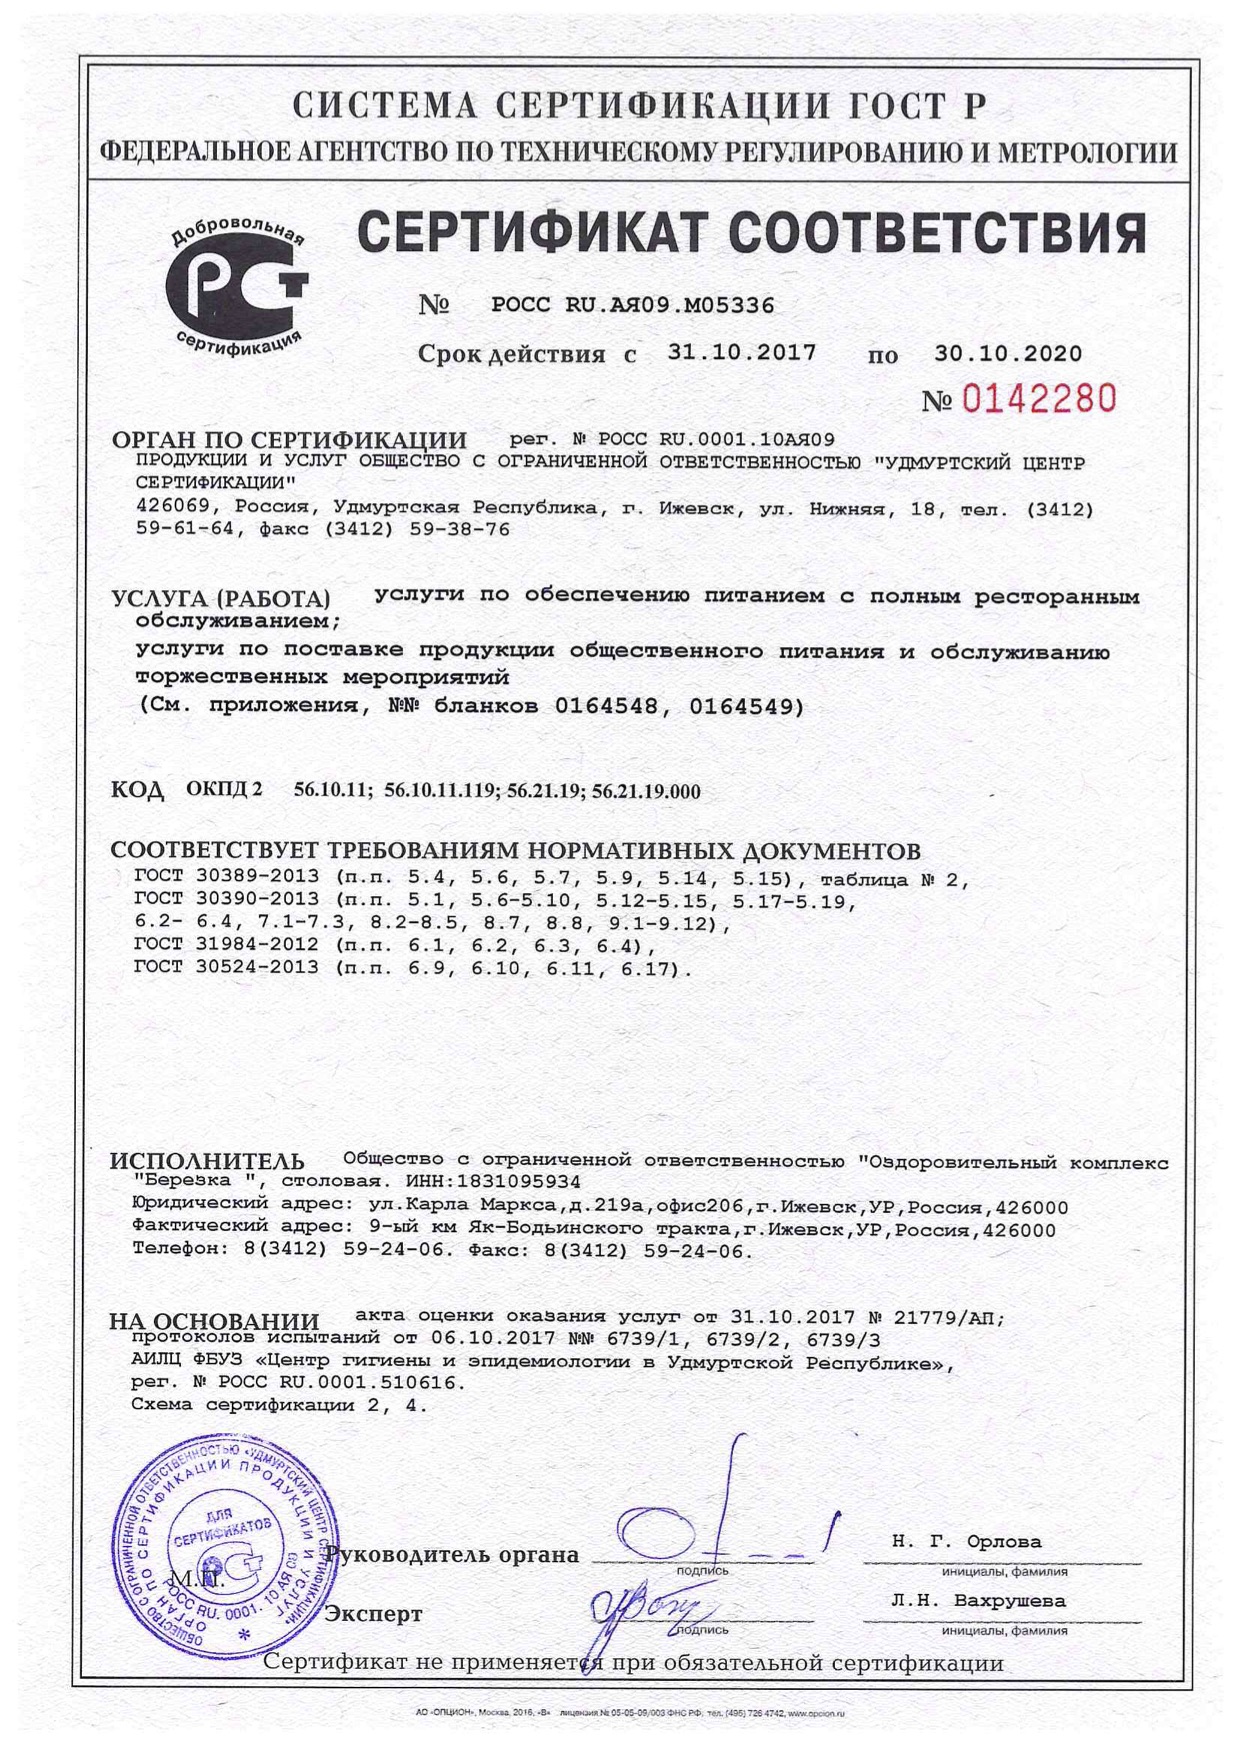 СИСТЕМА СЕРТИФИКАЦИИ ГОСТ Р
ФЕДЕРАЛЬНОЕ АГЕНТСТВО ПО ТЕХНИЧЕСКОМУ РЕГУЛИРОВАНИЮ И МЕТРОЛОГИИ
Добровольная
РСТ
сертификация
СЕРТИФИКАТ СООТВЕТСТВИЯ
№ РОСС RU.АЯ09.М05336
Срок действия с 31.10.2017 по 30.10.2020
№ 0142280
ОРГАН ПО СЕРТИФИКАЦИИ рег. № РОСС RU.0001.10АЯ09
ПРОДУКЦИИ И УСЛУГ ОБЩЕСТВО С ОГРАНИЧЕННОЙ ОТВЕТСТВЕННОСТЬЮ "УДМУРТСКИЙ ЦЕНТР
СЕРТИФИКАЦИИ"
426069, Россия, Удмуртская Республика, г. Ижевск, ул. Нижняя, 18, тел. (3412)
59-61-64, факс (3412) 59-38-76
УСЛУГА (РАБОТА) услуги по обеспечению питанием с полным ресторанным
обслуживанием;
услуги по поставке продукции общественного питания и обслуживанию
торжественных мероприятий
(См. приложения, №№ бланков 0164548, 0164549)
КОД ОКПД 2 56.10.11; 56.10.11.119; 56.21.19; 56.21.19.000
СООТВЕТСТВУЕТ ТРЕБОВАНИЯМ НОРМАТИВНЫХ ДОКУМЕНТОВ
ГОСТ 30389-2013 (п.п. 5.4, 5.6, 5.7, 5.9, 5.14, 5.15), таблица № 2,
ГОСТ 30390-2013 (п.п. 5.1, 5.6-5.10, 5.12-5.15, 5.17-5.19,
6.2- 6.4, 7.1-7.3, 8.2-8.5, 8.7, 8.8, 9.1-9.12),
ГОСТ 31984-2012 (п.п. 6.1, 6.2, 6.3, 6.4),
ГОСТ 30524-2013 (п.п. 6.9, 6.10, 6.11, 6.17).
ИСПОЛНИТЕЛЬ Общество с ограниченной ответственностью "Оздоровительный комплекс
"Березка ", столовая. ИНН:1831095934
Юридический адрес: ул.Карла Маркса,д.219а,офис206,г.Ижевск,УР,Россия,426000
Фактический адрес: 9-ый км Як-Бодьинского тракта,г.Ижевск,УР,Россия,426000
Телефон: 8(3412) 59-24-06. Факс: 8(3412) 59-24-06.
НА ОСНОВАНИИ акта оценки оказания услуг от 31.10.2017 № 21779/АП;
протоколов испытаний от 06.10.2017 №№ 6739/1, 6739/2, 6739/3
АИЛЦ ФБУЗ «Центр гигиены и эпидемиологии в Удмуртской Республике»,
рег. № РОСС RU.0001.510616.
Схема сертификации 2, 4.
ОБЩЕСТВО С ОГРАНИЧЕННОЙ ОТВЕТСТВЕННОСТЬЮ «УДМУРТСКИЙ ЦЕНТР СЕРТИФИКАЦИИ»
ОРГАН ПО СЕРТИФИКАЦИИ ПРОДУКЦИИ И УСЛУГ
ДЛЯ
СЕРТИФИКАТОВ
РОСС RU. 0001. 10 АЯ 09
М.П.
Руководитель органа
подпись
Н. Г. Орлова
инициалы, фамилия
Эксперт
подпись
Л.Н. Вахрушева
инициалы, фамилия
Сертификат не применяется при обязательной сертификации
АО «ОПЦИОН», Москва, 2016, «В» лицензия № 05-05-09/003 ФНС РФ, тел. (495) 726 4742, www.opcion.ru